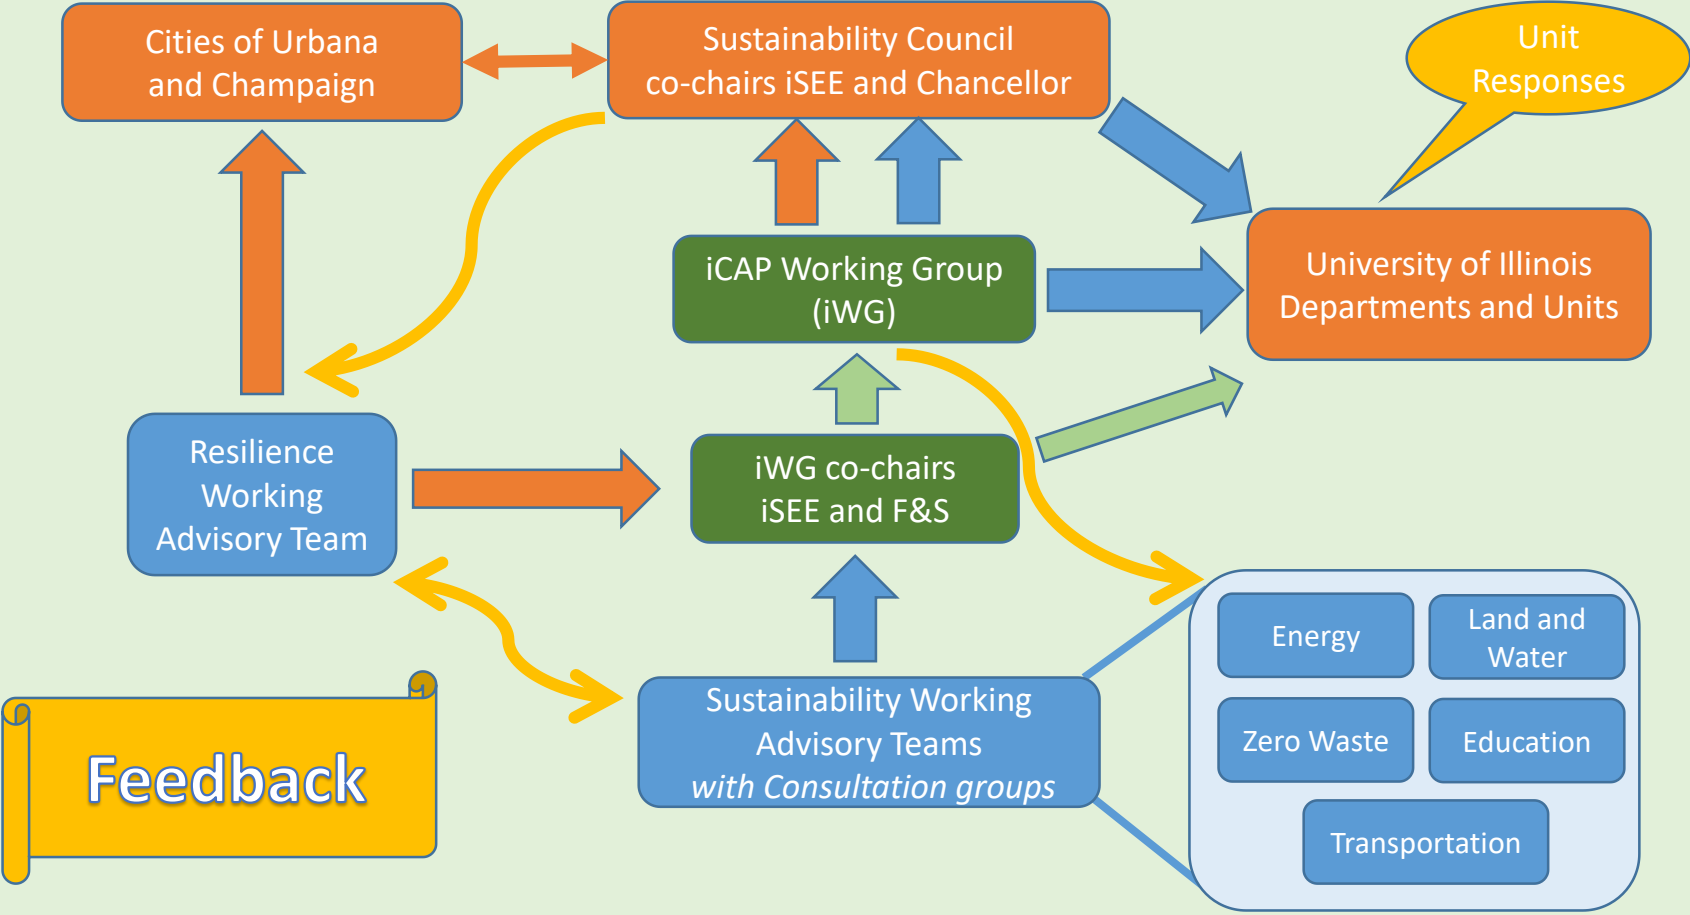 Cities of Urbana
and Champaign
Sustainability Council
co-chairs iSEE and Chancellor
Unit
Responses
iCAP Working Group
(iWG)
University of Illinois
Departments and Units
Resilience
Working
Advisory Team
iWG co-chairs
iSEE and F&S
Sustainability Working
Advisory Teams
with Consultation groups
Energy
Land and
Water
Zero Waste
Education
Transportation
Feedback